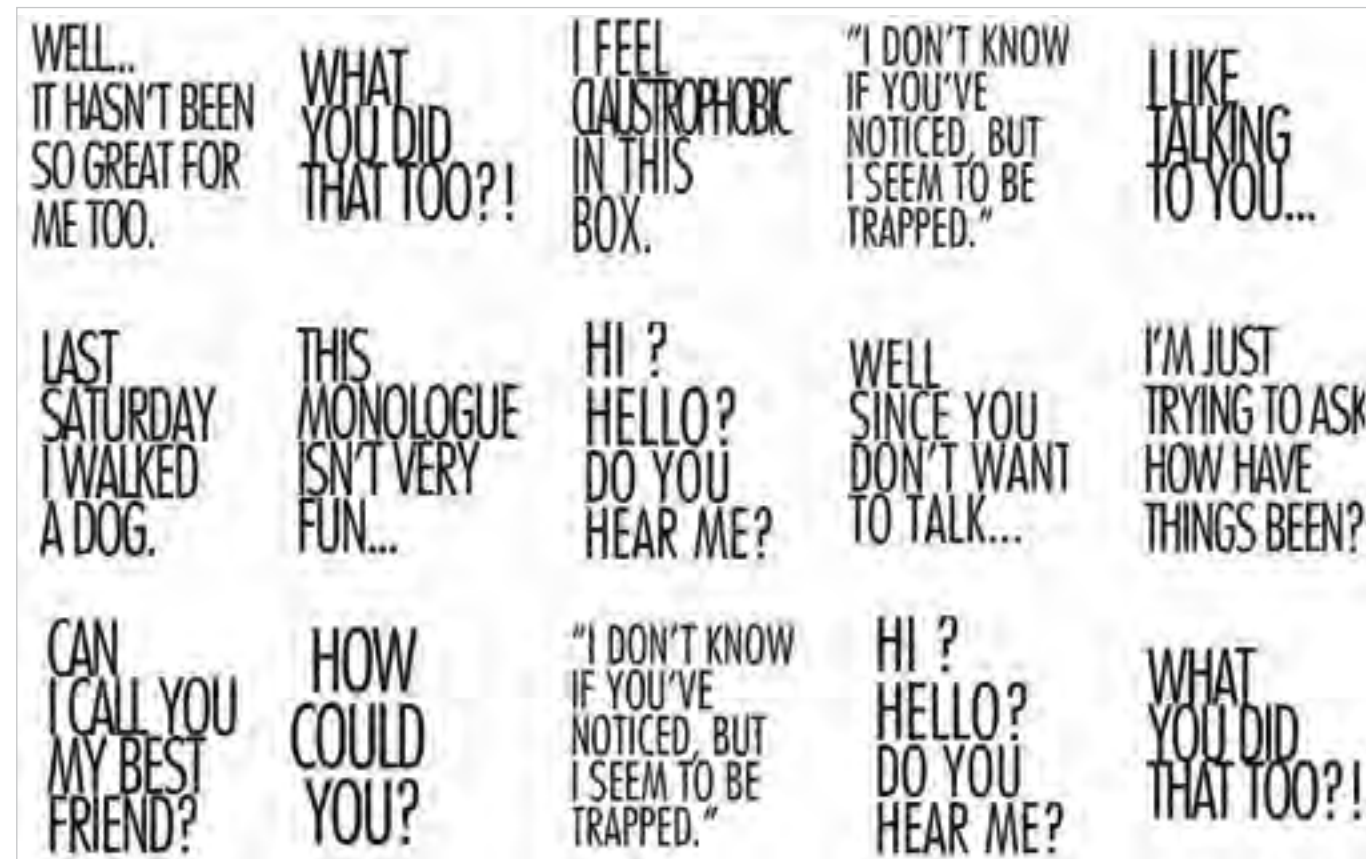 WELL..
IT HASN'T BEEN
SO GREAT FOR
ME TOO.
WHAT
YOU DID
THAT TOO?!
I FEEL
CLAUSTROPHOBIC
IN THIS
BOX.
"I DON'T KNOW
IF YOU'VE
NOTICED, BUT
I SEEM TO BE
TRAPPED."
I LIKE
TALKING
TO YOU...
LAST
SATURDAY
I WALKED
A DOG.
THIS
MONOLOGUE
ISN'T VERY
FUN...
HI ?
HELLO?
DO YOU
HEAR ME?
WELL
SINCE YOU
DON'T WANT
TO TALK...
I'M JUST
TRYING TO ASK
HOW HAVE
THINGS BEEN?
CAN
I CALL YOU
MY BEST
FRIEND?
HOW
COULD
YOU?
"I DON'T KNOW
IF YOU'VE
NOTICED, BUT
I SEEM TO BE
TRAPPED."
HI ?
HELLO?
DO YOU
HEAR ME?
WHAT
YOU DID
THAT TOO?!